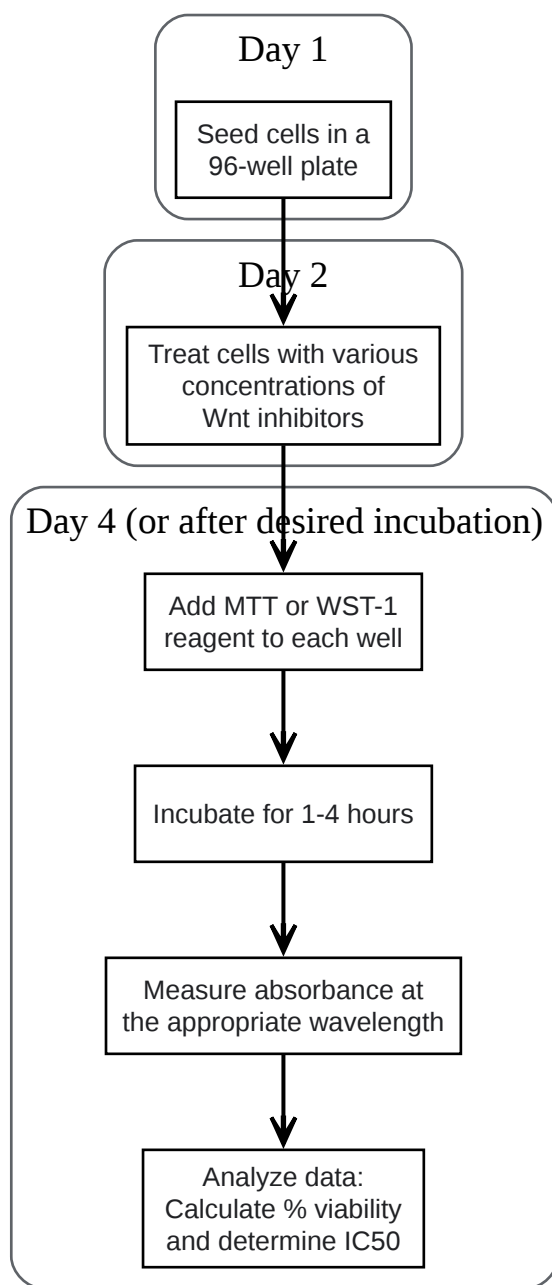 Day 1
Seed cells in a
96-well plate
Day 2
Treat cells with various
concentrations of
Wnt inhibitors
Day 4 (or after desired incubation)
Add MTT or WST-1
reagent to each well
Incubate for 1-4 hours
Measure absorbance at
the appropriate wavelength
Analyze data:
Calculate % viability
and determine IC50